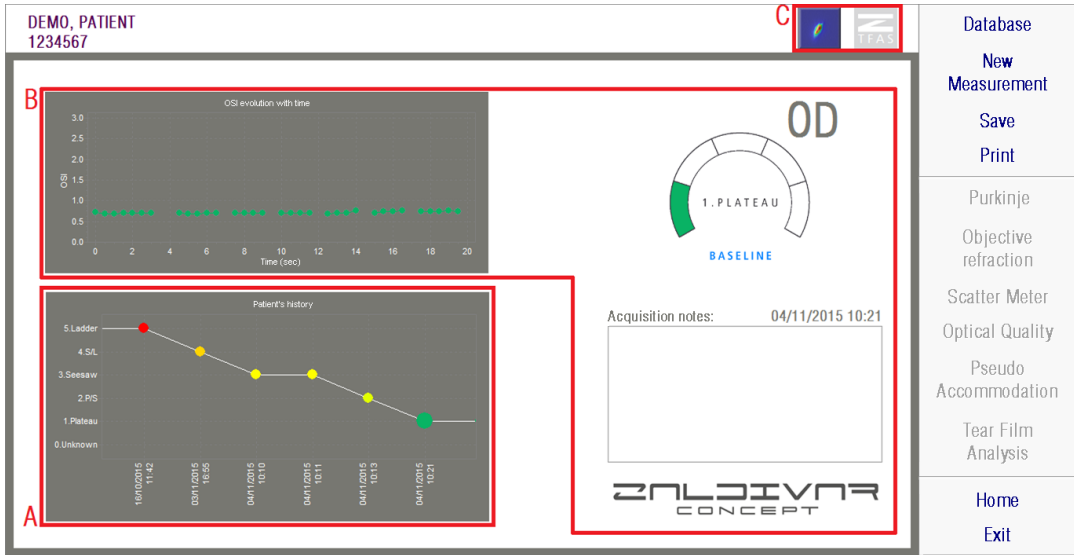 DEMO, PATIENT
1234567
C
Z
TFAS
B
OSI evolution with time
3.0
2.5
2.0
1.5
1.0
0.5
0.0
OSI
0 2 4 6 8 10 12 14 16 18 20
Time (sec)
OD
1.PLATEAU
BASELINE
A
Patient's history
5.Ladder
4.S/L
3.Seesaw
2.P/S
1.Plateau
0.Unknown
16/10/2015
11:42
03/11/2015
16:55
04/11/2015
10:10
04/11/2015
10:11
04/11/2015
10:13
04/11/2015
10:21
Acquisition notes: 04/11/2015 10:21
ZALDIVAR
CONCEPT
Database
New
Measurement
Save
Print
Purkinje
Objective
refraction
Scatter Meter
Optical Quality
Pseudo
Accommodation
Tear Film
Analysis
Home
Exit